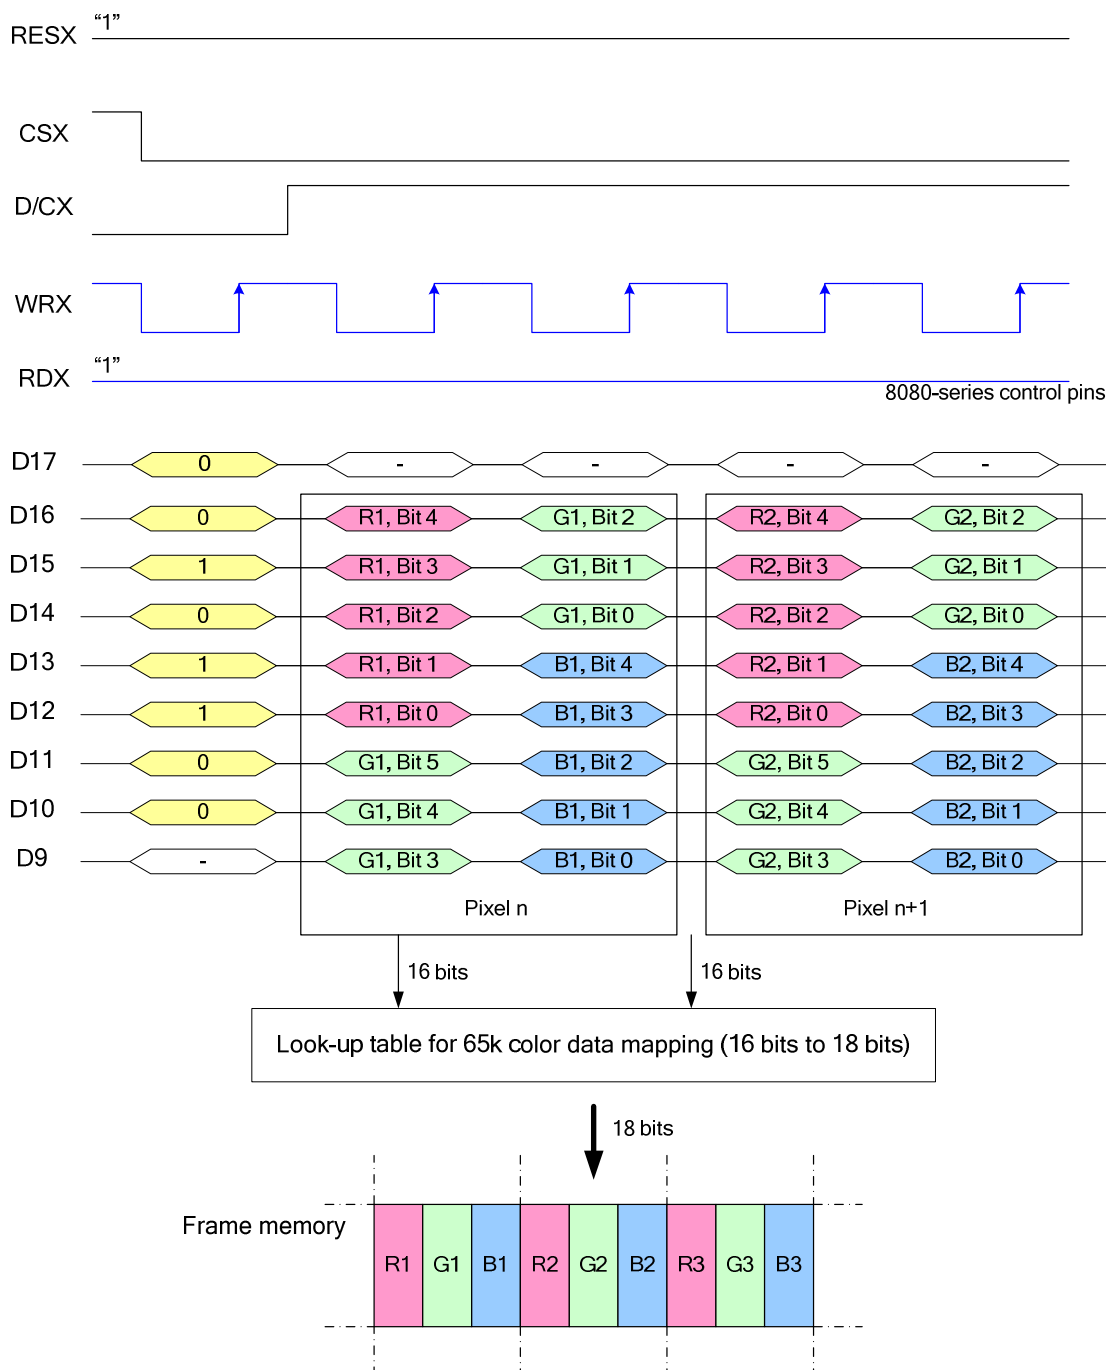 RESX “1”
CSX
D/CX
WRX
RDX “1”
8080-series control pins
D17 0 - - - -
D16 0 R1, Bit 4 G1, Bit 2 R2, Bit 4 G2, Bit 2
D15 1 R1, Bit 3 G1, Bit 1 R2, Bit 3 G2, Bit 1
D14 0 R1, Bit 2 G1, Bit 0 R2, Bit 2 G2, Bit 0
D13 1 R1, Bit 1 B1, Bit 4 R2, Bit 1 B2, Bit 4
D12 1 R1, Bit 0 B1, Bit 3 R2, Bit 0 B2, Bit 3
D11 0 G1, Bit 5 B1, Bit 2 G2, Bit 5 B2, Bit 2
D10 0 G1, Bit 4 B1, Bit 1 G2, Bit 4 B2, Bit 1
D9 - G1, Bit 3 B1, Bit 0 G2, Bit 3 B2, Bit 0
Pixel n Pixel n+1
16 bits 16 bits
Look-up table for 65k color data mapping (16 bits to 18 bits)
18 bits
Frame memory
R1 G1 B1 R2 G2 B2 R3 G3 B3